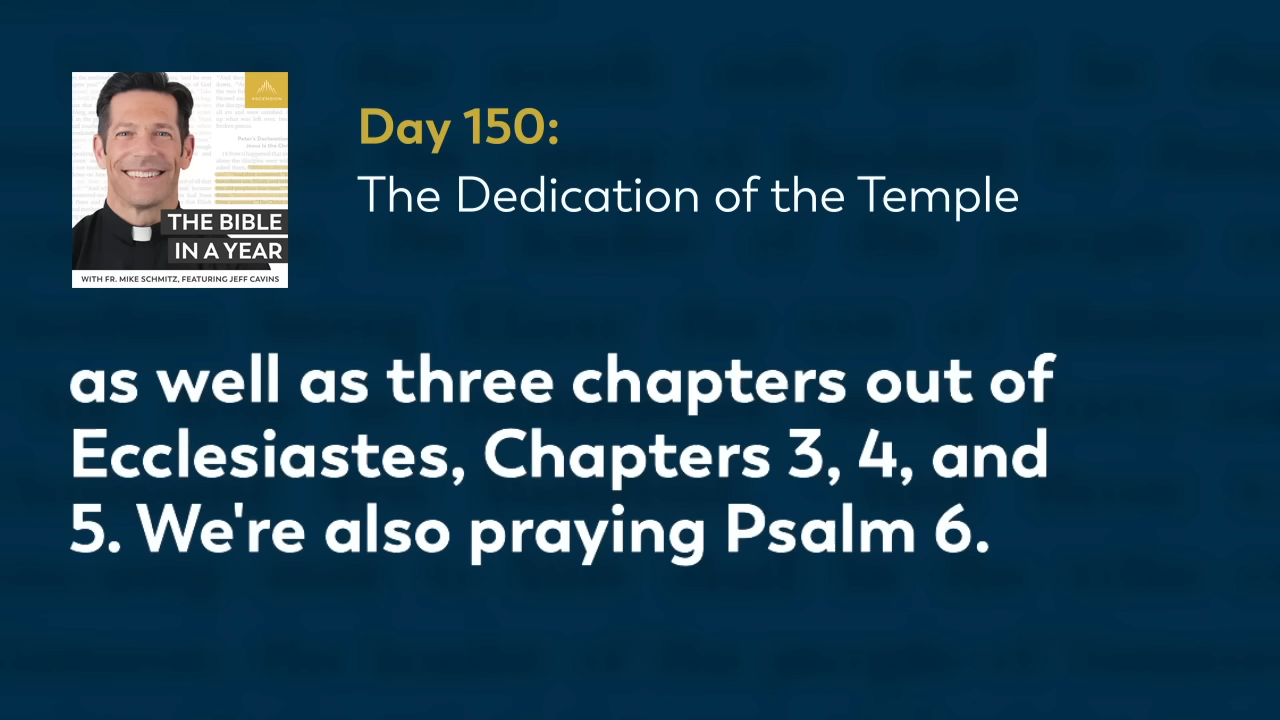 ASCENSION
THE BIBLE
IN A YEAR
WITH FR. MIKE SCHMITZ, FEATURING JEFF CAVINS
Day 150:
The Dedication of the Temple
as well as three chapters out of
Ecclesiastes, Chapters 3, 4, and
5. We're also praying Psalm 6.